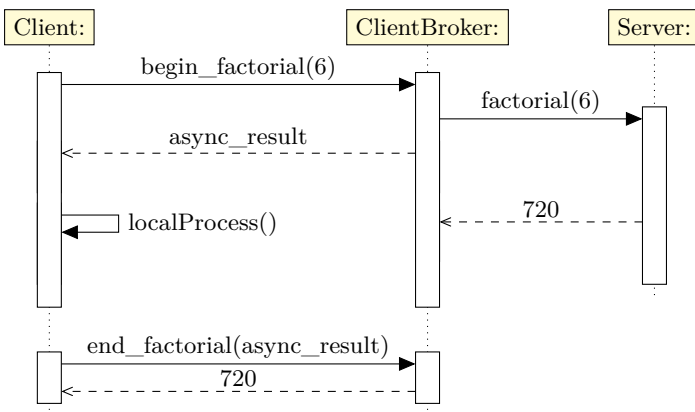 Client: ClientBroker: Server:
begin_factorial(6)
factorial(6)
async_result
localProcess()
720
end_factorial(async_result)
720